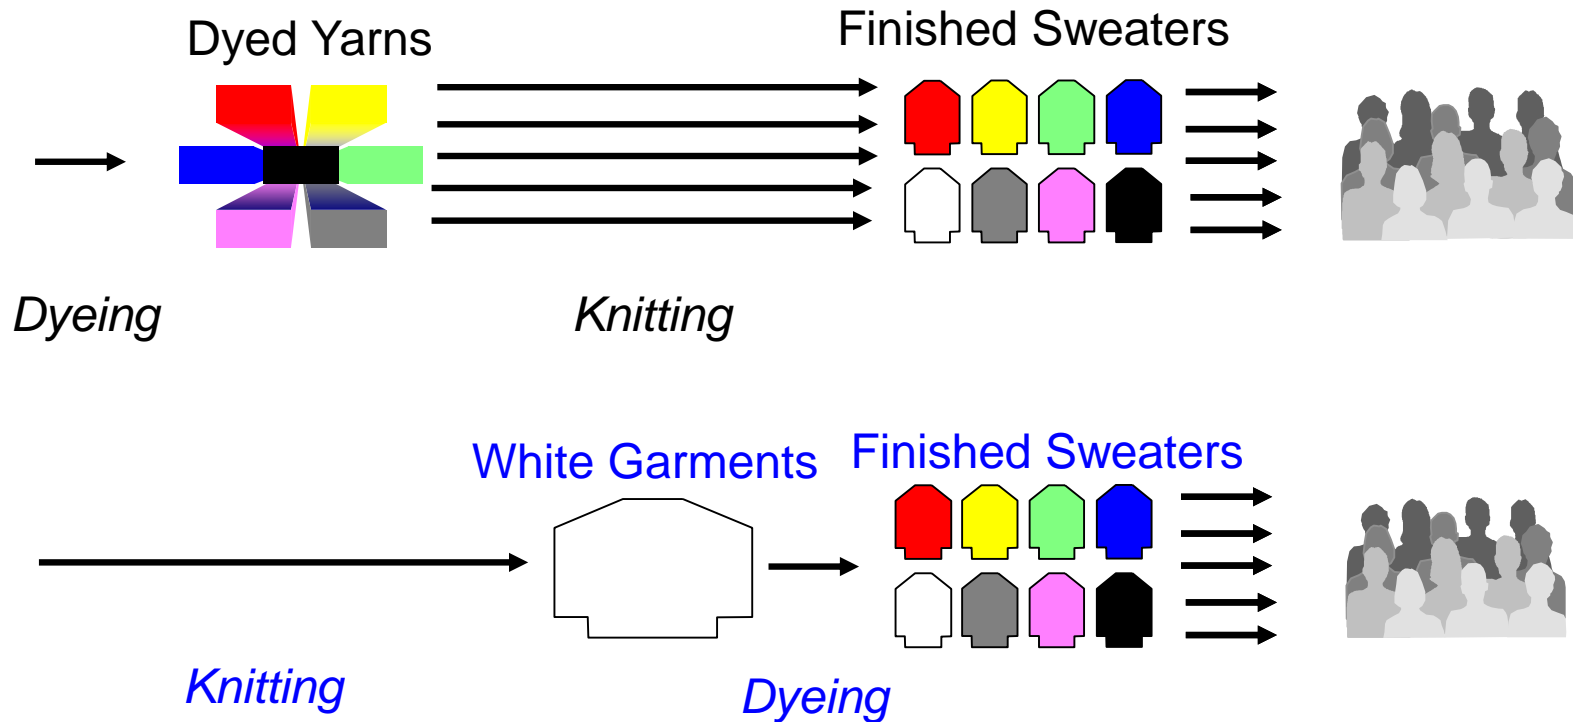 Dyed Yarns
Finished Sweaters
Dyeing
Knitting
White Garments
Finished Sweaters
Knitting
Dyeing